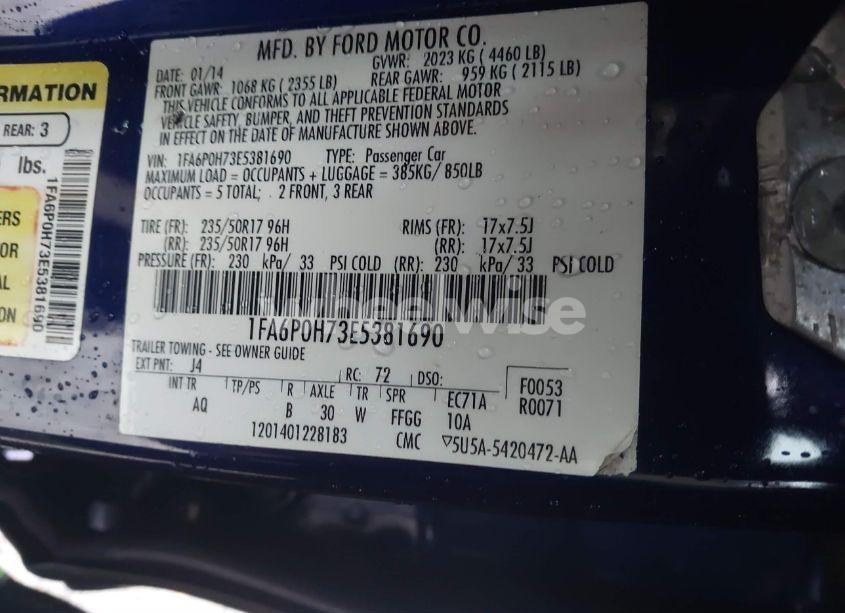 MFD. BY FORD MOTOR CO.
DATE: 01/14 GVWR: 2023 KG ( 4460 LB)
FRONT GAWR: 1068 KG ( 2355 LB) REAR GAWR: 959 KG ( 2115 LB)
THIS VEHICLE CONFORMS TO ALL APPLICABLE FEDERAL MOTOR
VEHICLE SAFETY, BUMPER, AND THEFT PREVENTION STANDARDS
IN EFFECT ON THE DATE OF MANUFACTURE SHOWN ABOVE.
VIN: 1FA6P0H73E5381690 TYPE: Passenger Car
MAXIMUM LOAD = OCCUPANTS + LUGGAGE = 385KG/ 850LB
OCCUPANTS = 5 TOTAL; 2 FRONT, 3 REAR
TIRE (FR): 235/50R17 96H RIMS (FR): 17x7.5J
(RR): 235/50R17 96H (RR): 17x7.5J
PRESSURE (FR): 230 kPa/ 33 PSI COLD (RR): 230 kPa/ 33 PSI COLD
1FA6P0H73E5381690
TRAILER TOWING - SEE OWNER GUIDE
EXT PNT: J4 RC: 72 DSO: F0053
INT TR TP/PS R AXLE TR SPR EC71A R0071
AQ B 30 W FFGG 10A
1201401228183 CMC ▽5U5A-5420472-AA
RMATION
REAR: 3
lbs.
ERS
OR
AL
ON
1FA6P0H73E5381690
wheelwise